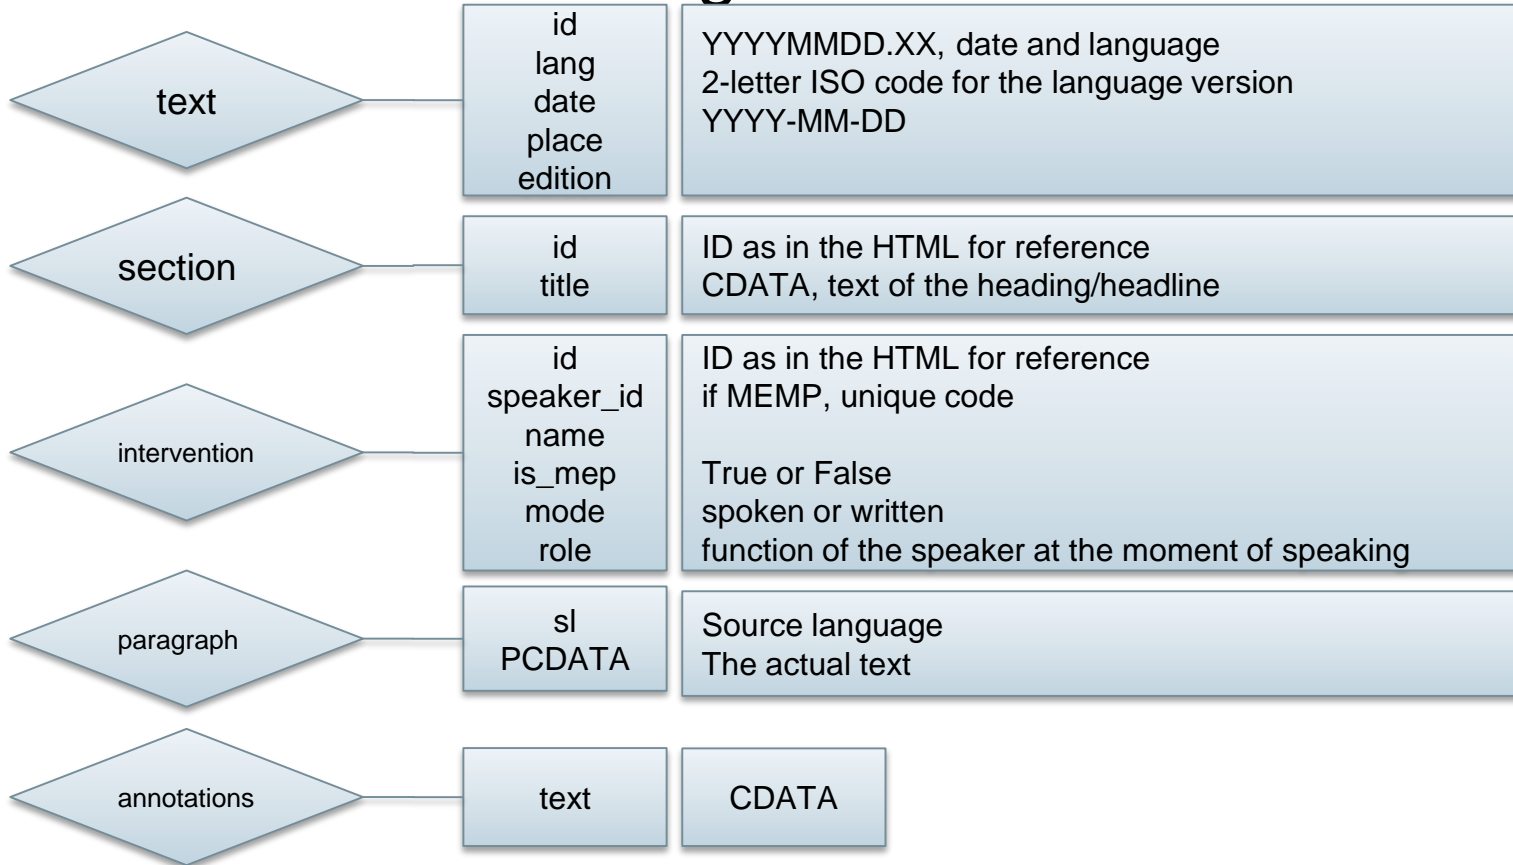 text
id
lang
date
place
edition
YYYYMMDD.XX, date and language
2-letter ISO code for the language version
YYYY-MM-DD
section
id
title
ID as in the HTML for reference
CDATA, text of the heading/headline
intervention
id
speaker_id
name
is_mep
mode
role
ID as in the HTML for reference
if MEMP, unique code
True or False
spoken or written
function of the speaker at the moment of speaking
paragraph
sl
PCDATA
Source language
The actual text
annotations
text
CDATA